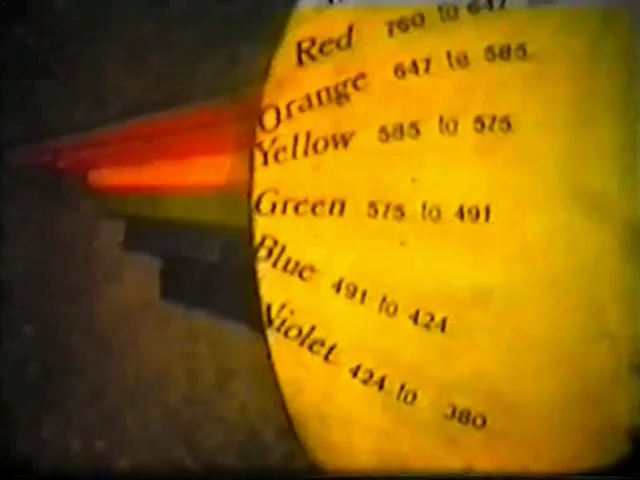 Red 760 to 647
Orange 647 to 585
Yellow 585 to 575
Green 575 to 491
Blue 491 to 424
Violet 424 to 380